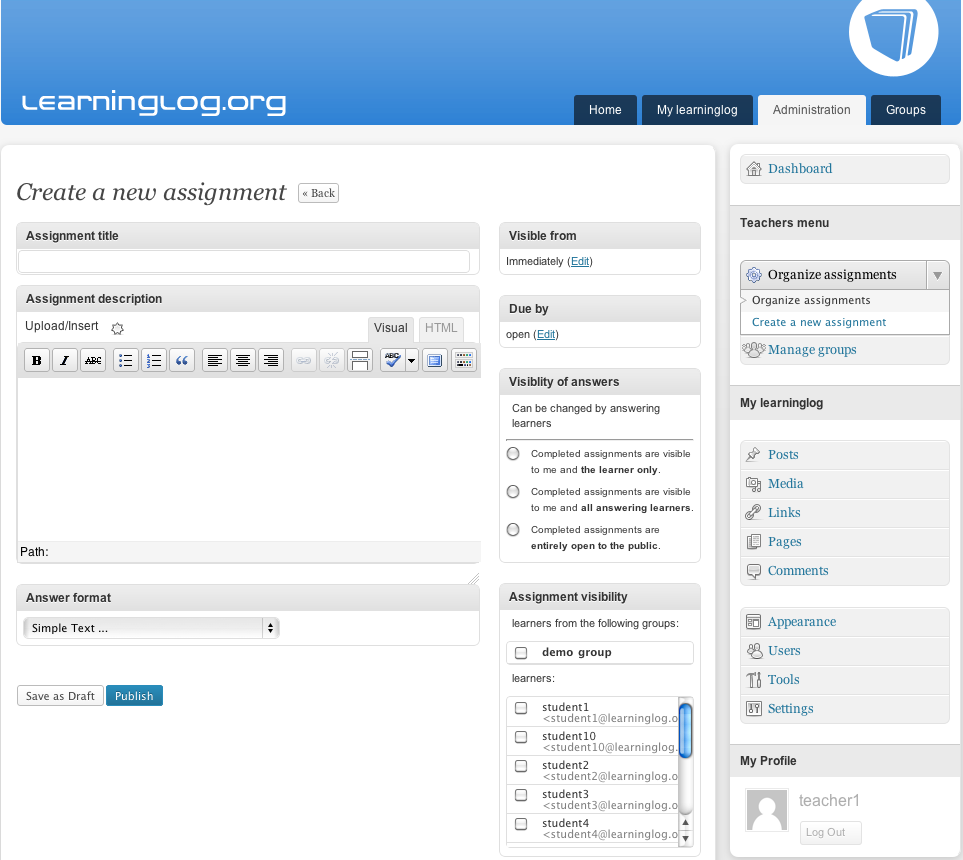 LearningLog.org
Home
My learninglog
Administration
Groups
Create a new assignment
« Back
Assignment title
Assignment description
Upload/Insert
Visual
HTML
B I ABC
ABC
Path:
Answer format
Simple Text ...
Save as Draft
Publish
Visible from
Immediately (Edit)
Due by
open (Edit)
Visiblity of answers
Can be changed by answering
learners
Completed assignments are visible
to me and the learner only.
Completed assignments are visible
to me and all answering learners.
Completed assignments are
entirely open to the public.
Assignment visibility
learners from the following groups:
demo group
learners:
student1
<student1@learninglog.o
student10
<student10@learninglog.
student2
<student2@learninglog.o
student3
<student3@learninglog.o
student4
<student4@learninglog.o
Dashboard
Teachers menu
Organize assignments
Organize assignments
Create a new assignment
Manage groups
My learninglog
Posts
Media
Links
Pages
Comments
Appearance
Users
Tools
Settings
My Profile
teacher1
Log Out